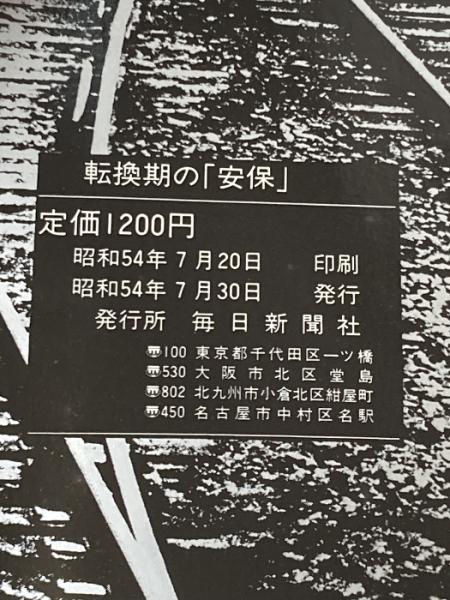 転換期の「安保」
定価1200円
昭和54年7月20日 印刷
昭和54年7月30日 発行
発行所 毎日新聞社
〠100 東京都千代田区一ツ橋
〠530 大阪市北区堂島
〠802 北九州市小倉北区紺屋町
〠450 名古屋市中村区名駅